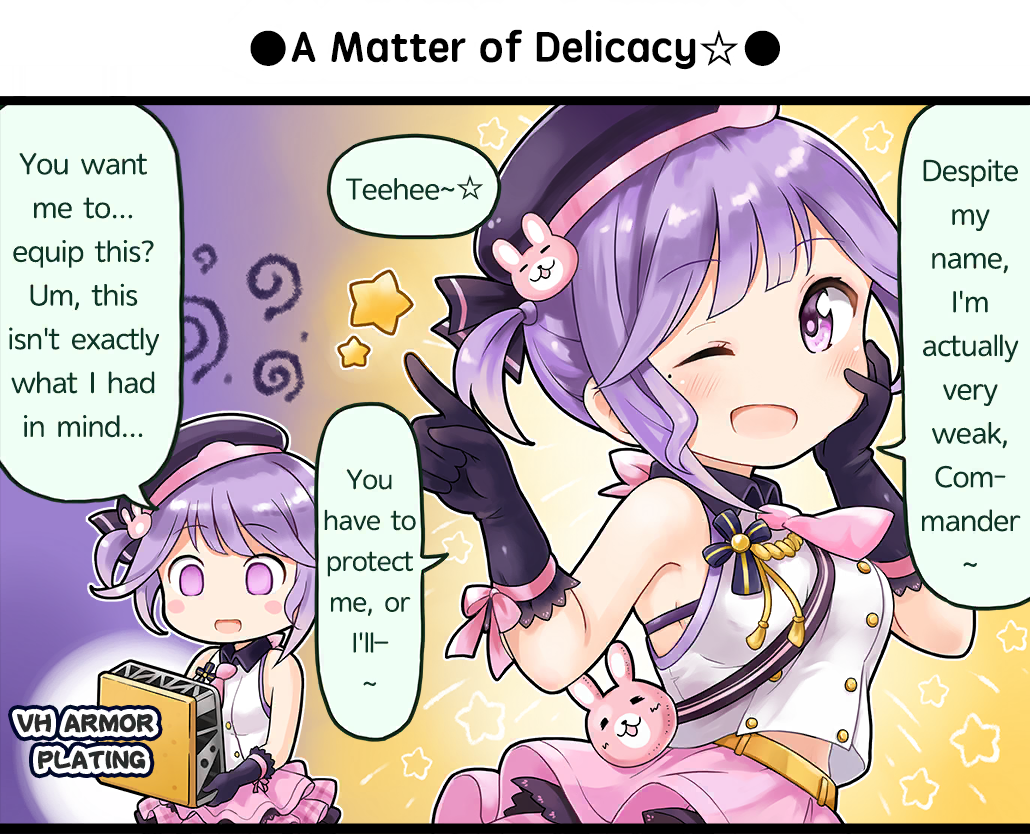 ●A Matter of Delicacy☆●
Despite
my
name,
I'm
actually
very
weak,
Com-
mander
~
Teehee~☆
You
have to
protect
me, or
I'll-
~
You want
me to...
equip this?
Um, this
isn't exactly
what I had
in mind...
VH ARMOR
PLATING